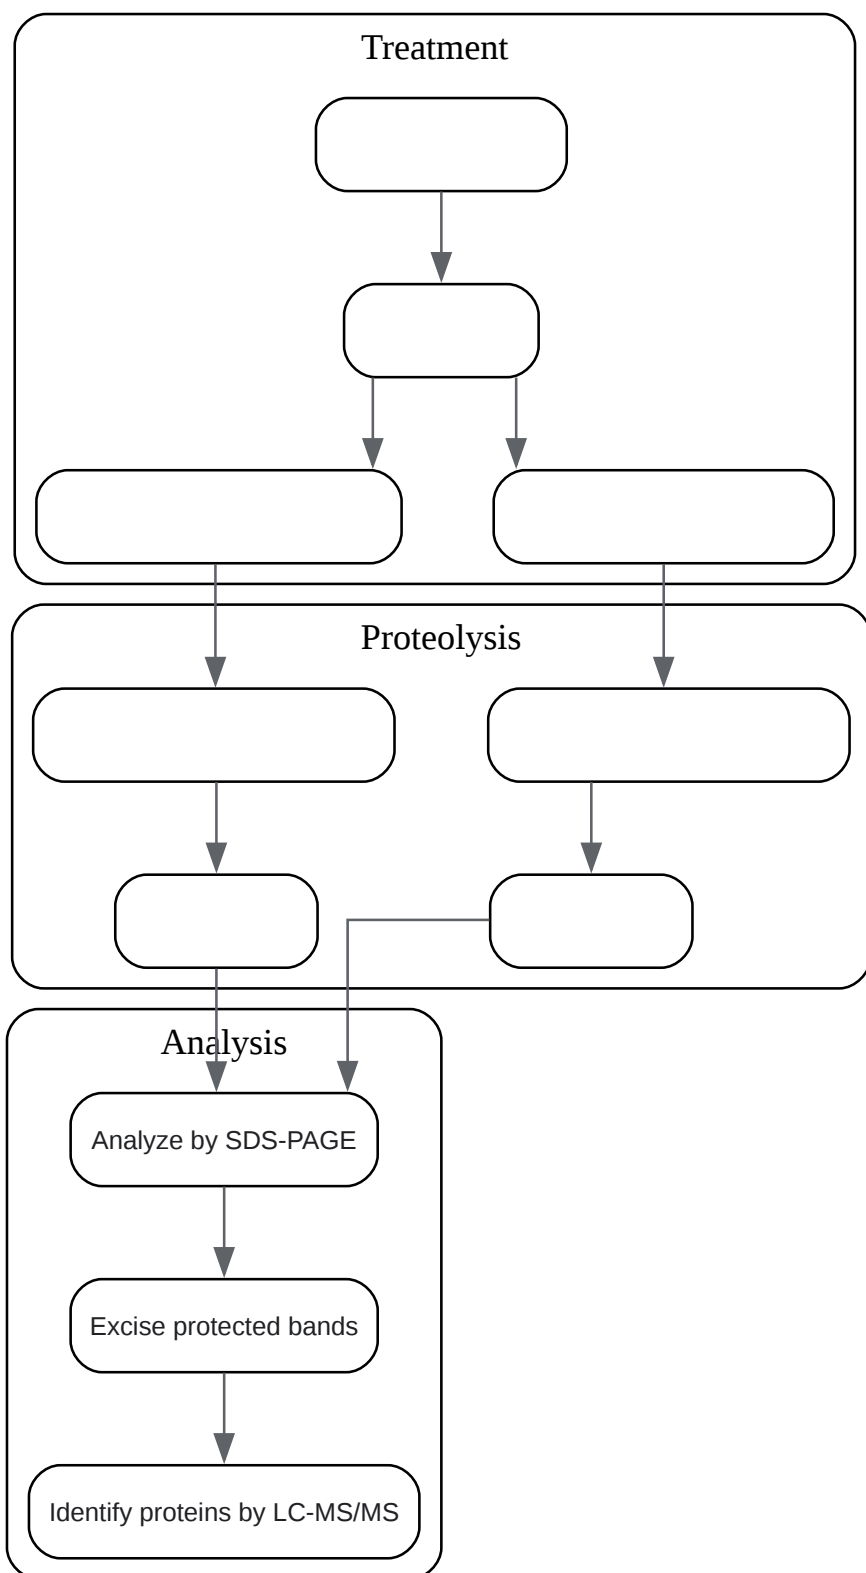 Treatment
Proteolysis
Analysis
Analyze by SDS-PAGE
Excise protected bands
Identify proteins by LC-MS/MS